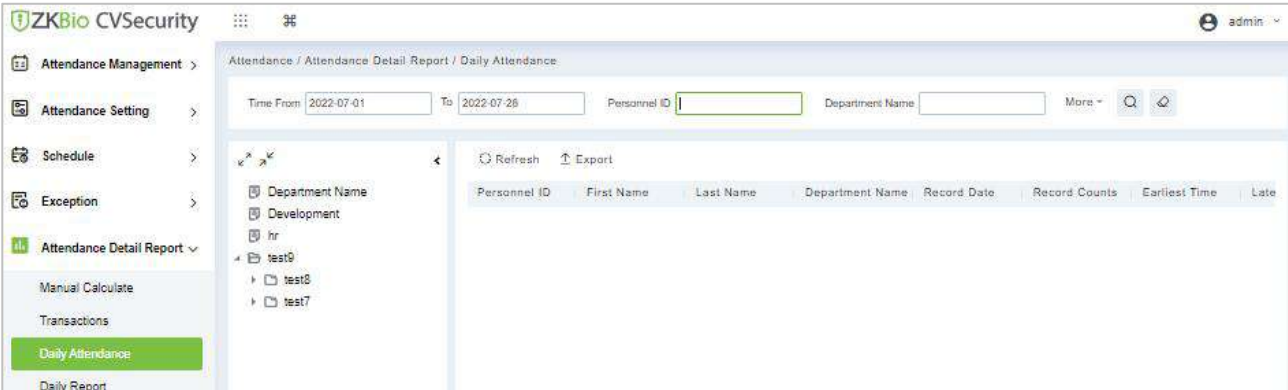 ZKBio CVSecurity
admin
Attendance Management
Attendance Setting
Schedule
Exception
Attendance Detail Report
Manual Calculate
Transactions
Daily Attendance
Daily Report
Attendance / Attendance Detail Report / Daily Attendance
Time From 2022-07-01 To 2022-07-26 Personnel ID Department Name More
Refresh Export
Department Name
Development
hr
test9
test8
test7
Personnel ID First Name Last Name Department Name Record Date Record Counts Earliest Time Late